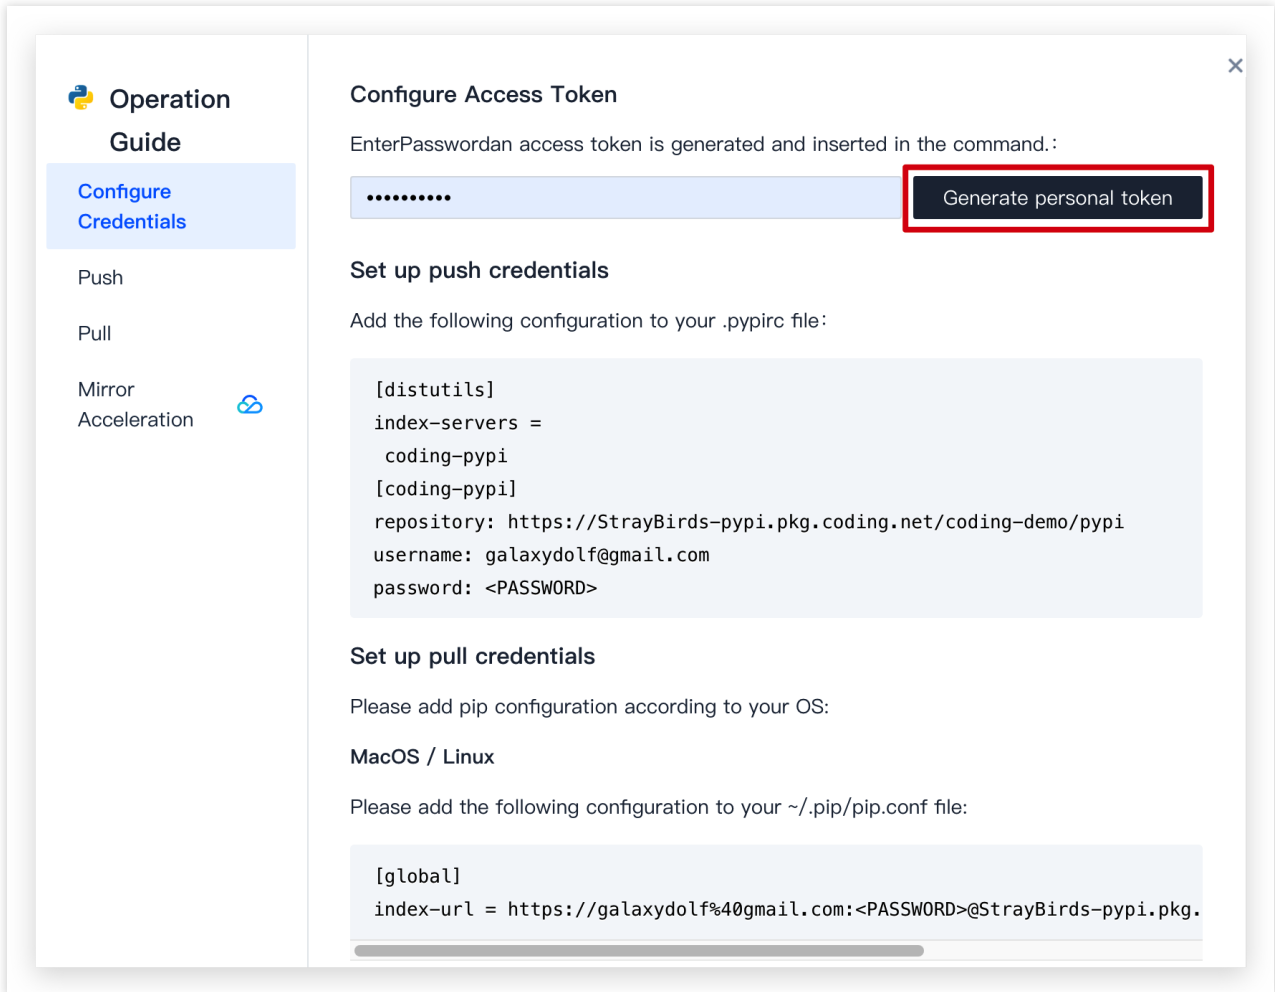 Operation
Guide
Configure
Credentials
Push
Pull
Mirror
Acceleration
Configure Access Token
EnterPasswordan access token is generated and inserted in the command.：
••••••••••
Generate personal token
Set up push credentials
Add the following configuration to your .pypirc file：
[distutils]
index-servers =
 coding-pypi
[coding-pypi]
repository: https://StrayBirds-pypi.pkg.coding.net/coding-demo/pypi
username: galaxydolf@gmail.com
password: <PASSWORD>
Set up pull credentials
Please add pip configuration according to your OS:
MacOS / Linux
Please add the following configuration to your ~/.pip/pip.conf file:
[global]
index-url = https://galaxydolf%40gmail.com:<PASSWORD>@StrayBirds-pypi.pkg.